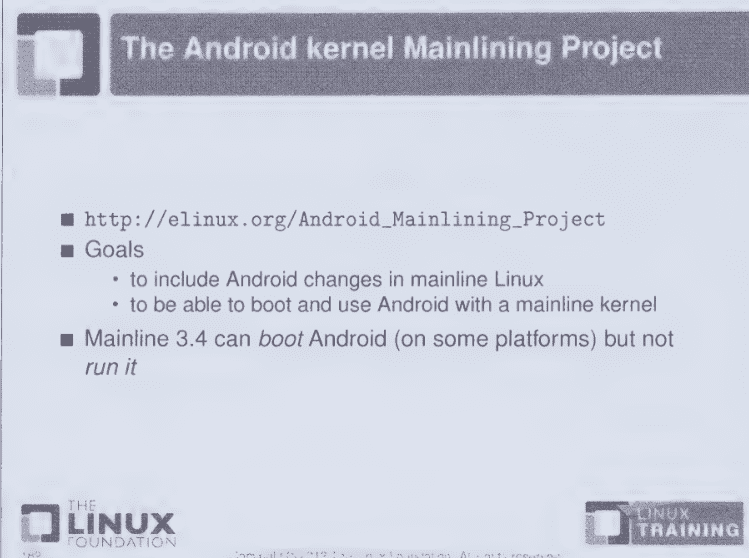 The Android kernel Mainlining Project
http://elinux.org/Android_Mainlining_Project
Goals
to include Android changes in mainline Linux
to be able to boot and use Android with a mainline kernel
Mainline 3.4 can boot Android (on some platforms) but not
run it
THE
LINUX
FOUNDATION
LINUX
TRAINING